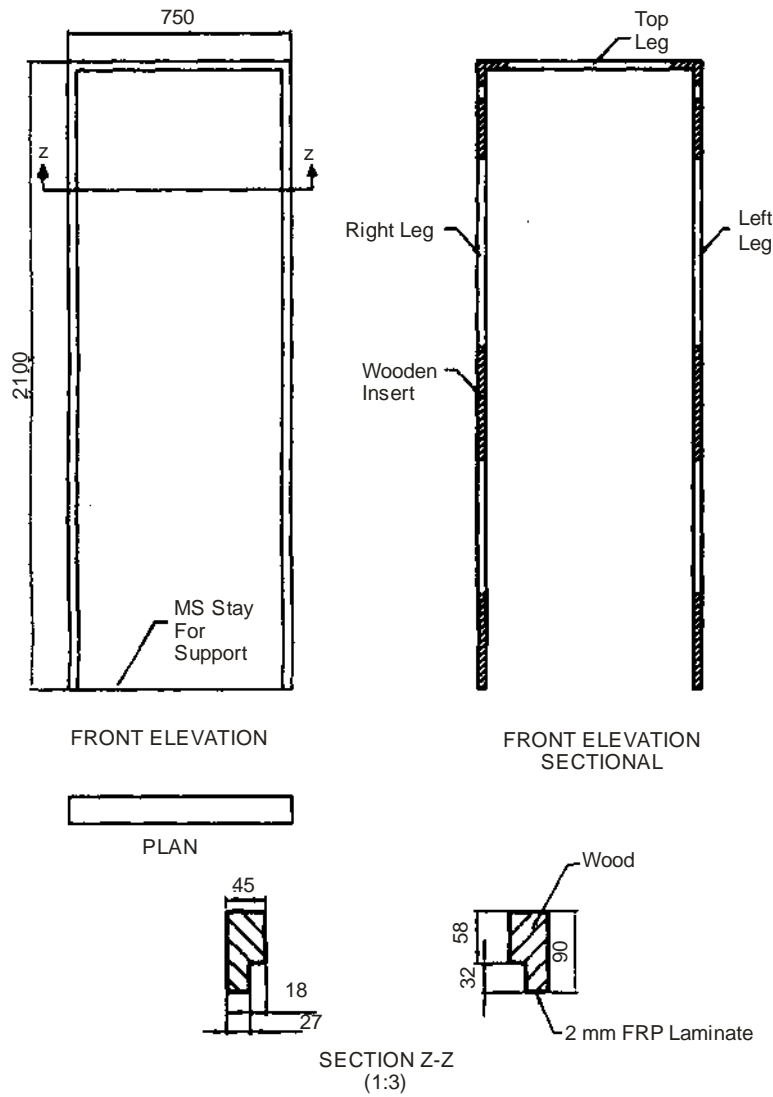 750
Top
Leg
z
z
Right Leg
Left
Leg
2100
Wooden
Insert
MS Stay
For
Support
FRONT ELEVATION
FRONT ELEVATION
SECTIONAL
PLAN
45
18
27
Wood
58
32
90
2 mm FRP Laminate
SECTION Z-Z
(1:3)